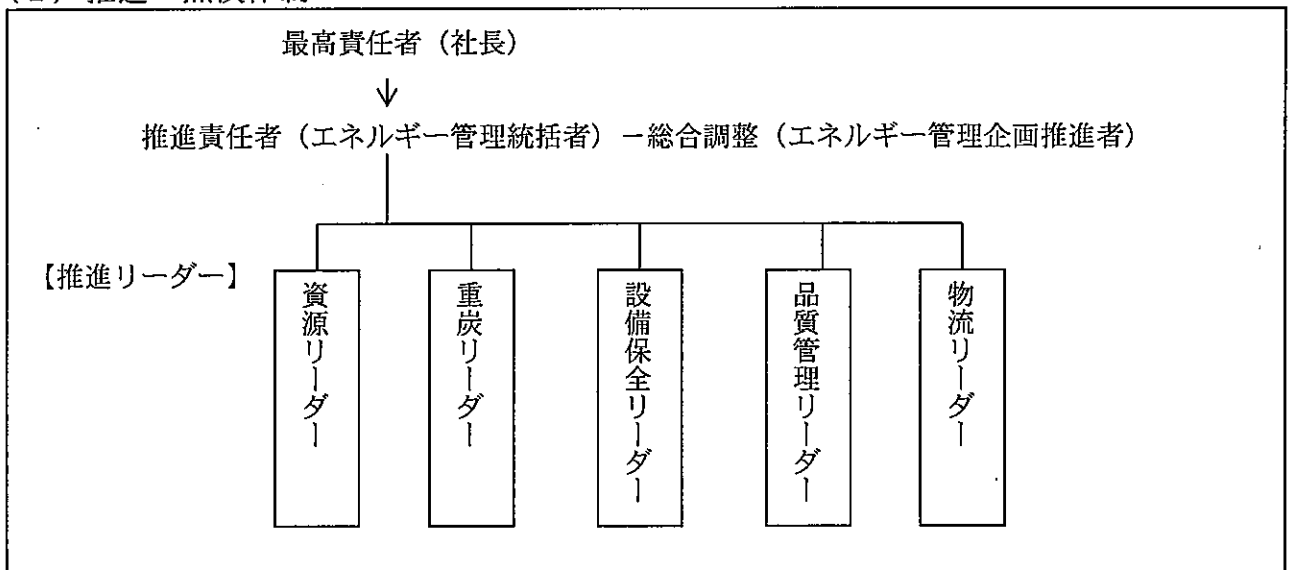 最高責任者(社長)
推進責任者(エネルギー管理統括者)－総合調整(エネルギー管理企画推進者)
【推進リーダー】
資源リーダー
重炭リーダー
設備保全リーダー
品質管理リーダー
物流リーダー